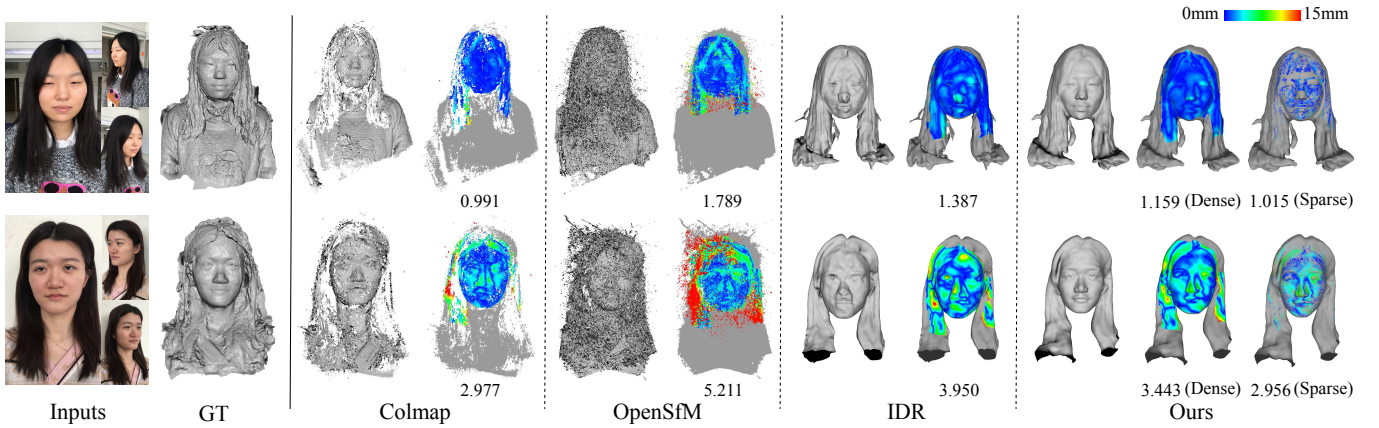 0mm 15mm
0.991 1.789 1.387 1.159 (Dense) 1.015 (Sparse)
2.977 5.211 3.950 3.443 (Dense) 2.956 (Sparse)
Inputs GT Colmap OpenSfM IDR Ours